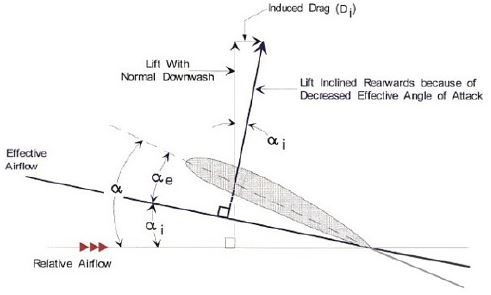 Induced Drag (Di)
Lift With
Normal Downwash
Lift Inclined Rearwards because of
Decreased Effective Angle of Attack
αi
Effective
Airflow
α
αe
αi
Relative Airflow